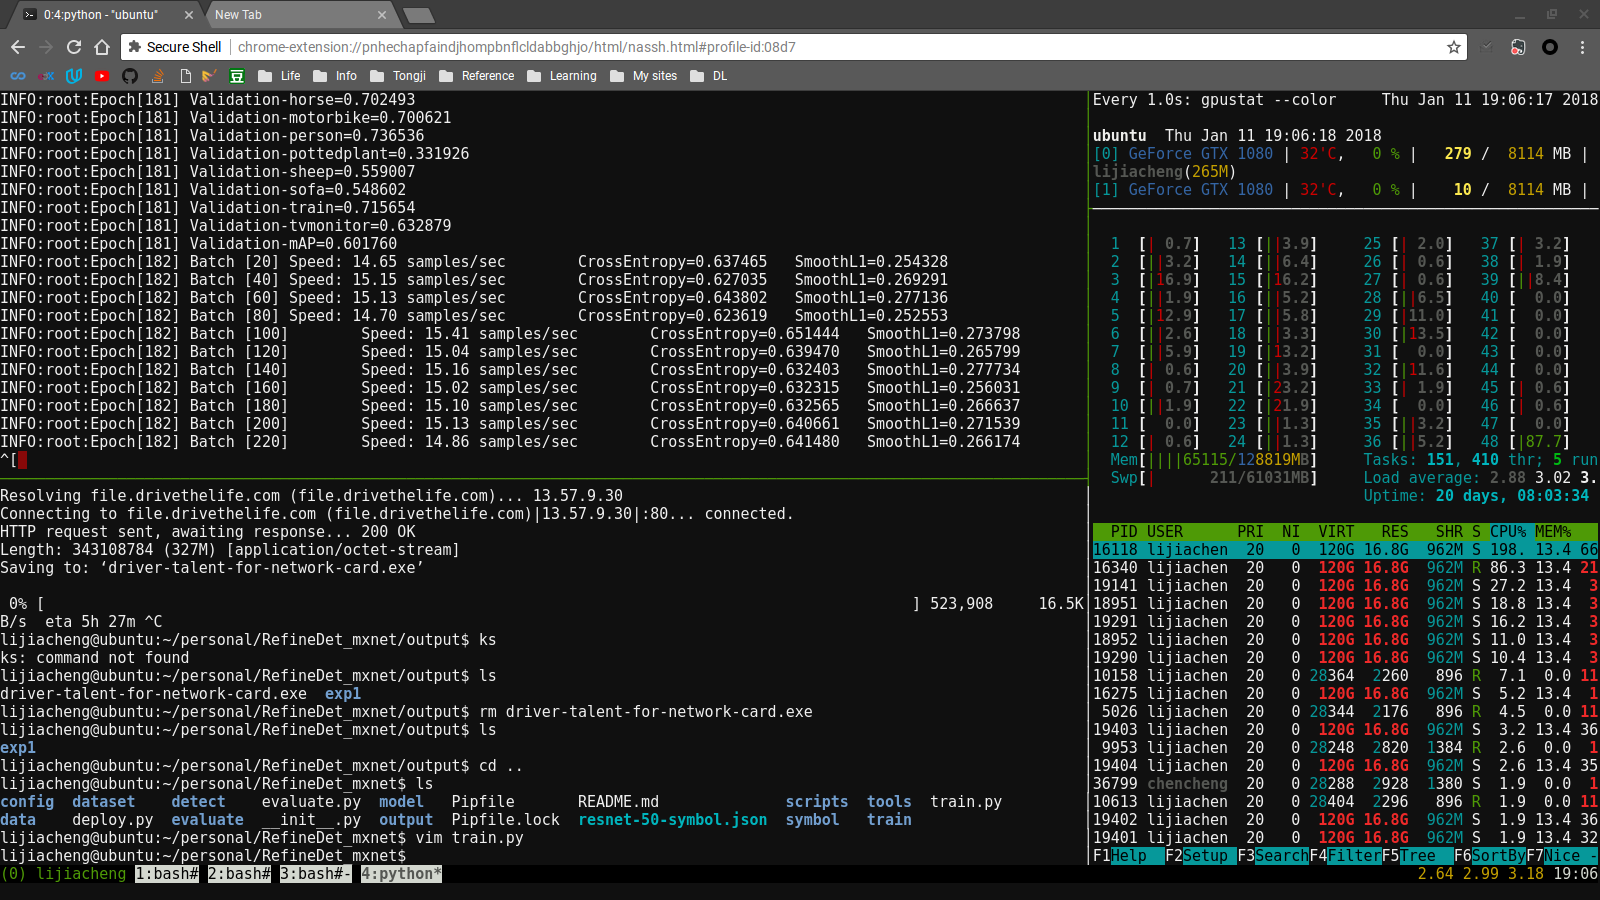 0:4:python - "ubuntu"
New Tab
Secure Shell
chrome-extension://pnhechapfaindjhompbnflcldabbghjo/html/nassh.html#profile-id:08d7
Life Info Tongji Reference Learning My sites DL
INFO:root:Epoch[181] Validation-horse=0.702493
INFO:root:Epoch[181] Validation-motorbike=0.700621
INFO:root:Epoch[181] Validation-person=0.736536
INFO:root:Epoch[181] Validation-pottedplant=0.331926
INFO:root:Epoch[181] Validation-sheep=0.559007
INFO:root:Epoch[181] Validation-sofa=0.548602
INFO:root:Epoch[181] Validation-train=0.715654
INFO:root:Epoch[181] Validation-tvmonitor=0.632879
INFO:root:Epoch[181] Validation-mAP=0.601760
INFO:root:Epoch[182] Batch [20] Speed: 14.65 samples/sec CrossEntropy=0.637465 SmoothL1=0.254328
INFO:root:Epoch[182] Batch [40] Speed: 15.15 samples/sec CrossEntropy=0.627035 SmoothL1=0.269291
INFO:root:Epoch[182] Batch [60] Speed: 15.13 samples/sec CrossEntropy=0.643802 SmoothL1=0.277136
INFO:root:Epoch[182] Batch [80] Speed: 14.70 samples/sec CrossEntropy=0.623619 SmoothL1=0.252553
INFO:root:Epoch[182] Batch [100] Speed: 15.41 samples/sec CrossEntropy=0.651444 SmoothL1=0.273798
INFO:root:Epoch[182] Batch [120] Speed: 15.04 samples/sec CrossEntropy=0.639470 SmoothL1=0.265799
INFO:root:Epoch[182] Batch [140] Speed: 15.16 samples/sec CrossEntropy=0.632403 SmoothL1=0.277734
INFO:root:Epoch[182] Batch [160] Speed: 15.02 samples/sec CrossEntropy=0.632315 SmoothL1=0.256031
INFO:root:Epoch[182] Batch [180] Speed: 15.10 samples/sec CrossEntropy=0.632565 SmoothL1=0.266637
INFO:root:Epoch[182] Batch [200] Speed: 15.13 samples/sec CrossEntropy=0.640661 SmoothL1=0.271539
INFO:root:Epoch[182] Batch [220] Speed: 14.86 samples/sec CrossEntropy=0.641480 SmoothL1=0.266174
^[
Resolving file.drivethelife.com (file.drivethelife.com)... 13.57.9.30
Connecting to file.drivethelife.com (file.drivethelife.com)|13.57.9.30|:80... connected.
HTTP request sent, awaiting response... 200 OK
Length: 343108784 (327M) [application/octet-stream]
Saving to: ‘driver-talent-for-network-card.exe’
0% [ ] 523,908 16.5K
B/s eta 5h 27m ^C
lijiacheng@ubuntu:~/personal/RefineDet_mxnet/output$ ks
ks: command not found
lijiacheng@ubuntu:~/personal/RefineDet_mxnet/output$ ls
driver-talent-for-network-card.exe exp1
lijiacheng@ubuntu:~/personal/RefineDet_mxnet/output$ rm driver-talent-for-network-card.exe
lijiacheng@ubuntu:~/personal/RefineDet_mxnet/output$ ls
exp1
lijiacheng@ubuntu:~/personal/RefineDet_mxnet/output$ cd ..
lijiacheng@ubuntu:~/personal/RefineDet_mxnet$ ls
config dataset detect evaluate.py model Pipfile README.md scripts tools train.py
data deploy.py evaluate __init__.py output Pipfile.lock resnet-50-symbol.json symbol train
lijiacheng@ubuntu:~/personal/RefineDet_mxnet$ vim train.py
lijiacheng@ubuntu:~/personal/RefineDet_mxnet$
Every 1.0s: gpustat --color Thu Jan 11 19:06:17 2018
ubuntu Thu Jan 11 19:06:18 2018
[0] GeForce GTX 1080 | 32'C, 0 % | 279 / 8114 MB |
lijiacheng(265M)
[1] GeForce GTX 1080 | 32'C, 0 % | 10 / 8114 MB |
1 [| 0.7] 13 [||3.9] 25 [| 2.0] 37 [| 3.2]
2 [||3.2] 14 [||6.4] 26 [| 0.6] 38 [| 1.9]
3 [|16.9] 15 [|16.2] 27 [| 0.6] 39 [||8.4]
4 [||1.9] 16 [||5.2] 28 [||6.5] 40 [ 0.0]
5 [|12.9] 17 [||5.8] 29 [|11.0] 41 [ 0.0]
6 [||2.6] 18 [||3.3] 30 [|13.5] 42 [ 0.0]
7 [||5.9] 19 [|13.2] 31 [ 0.0] 43 [ 0.0]
8 [| 0.6] 20 [||3.9] 32 [|11.6] 44 [ 0.0]
9 [| 0.7] 21 [|23.2] 33 [| 1.9] 45 [| 0.6]
10 [||1.9] 22 [|21.9] 34 [ 0.0] 46 [| 0.6]
11 [ 0.0] 23 [||1.3] 35 [||3.2] 47 [ 0.0]
12 [| 0.6] 24 [||1.3] 36 [||5.2] 48 [|87.7]
Mem[||||65115/128819MB] Tasks: 151, 410 thr; 5 run
Swp[| 211/61031MB] Load average: 2.88 3.02 3.
Uptime: 20 days, 08:03:34
PID USER PRI NI VIRT RES SHR S CPU% MEM%
16118 lijiachen 20 0 120G 16.8G 962M S 198. 13.4 66
16340 lijiachen 20 0 120G 16.8G 962M R 86.3 13.4 21
19141 lijiachen 20 0 120G 16.8G 962M S 27.2 13.4 3
18951 lijiachen 20 0 120G 16.8G 962M S 18.8 13.4 3
19291 lijiachen 20 0 120G 16.8G 962M S 16.2 13.4 3
18952 lijiachen 20 0 120G 16.8G 962M S 11.0 13.4 3
19290 lijiachen 20 0 120G 16.8G 962M S 10.4 13.4 3
10158 lijiachen 20 0 28364 2260 896 R 7.1 0.0 11
16275 lijiachen 20 0 120G 16.8G 962M S 5.2 13.4 1
5026 lijiachen 20 0 28344 2176 896 R 4.5 0.0 11
19403 lijiachen 20 0 120G 16.8G 962M S 3.2 13.4 36
9953 lijiachen 20 0 28248 2820 1384 R 2.6 0.0 1
19404 lijiachen 20 0 120G 16.8G 962M S 2.6 13.4 35
36799 chencheng 20 0 28288 2928 1380 S 1.9 0.0 1
10613 lijiachen 20 0 28404 2296 896 R 1.9 0.0 11
19402 lijiachen 20 0 120G 16.8G 962M S 1.9 13.4 36
19401 lijiachen 20 0 120G 16.8G 962M S 1.9 13.4 32
F1Help F2Setup F3SearchF4FilterF5Tree F6SortByF7Nice -
(0) lijiacheng 1:bash# 2:bash# 3:bash#- 4:python* 2.64 2.99 3.18 19:06